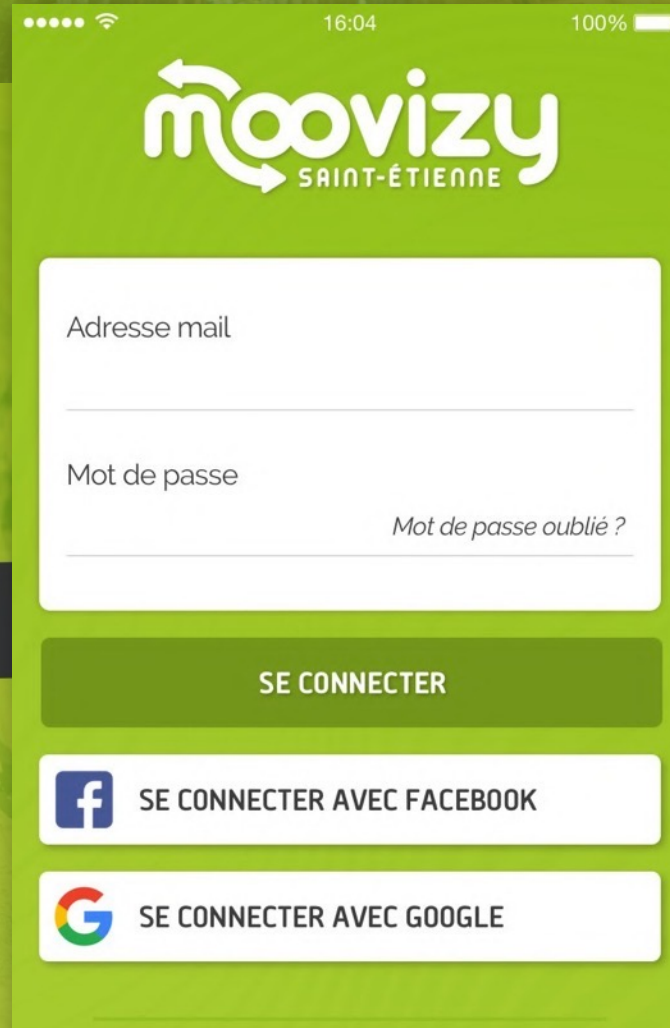 16:04
100%
moovizy
SAINT-ÉTIENNE
Adresse mail
Mot de passe
Mot de passe oublié ?
SE CONNECTER
f SE CONNECTER AVEC FACEBOOK
G SE CONNECTER AVEC GOOGLE